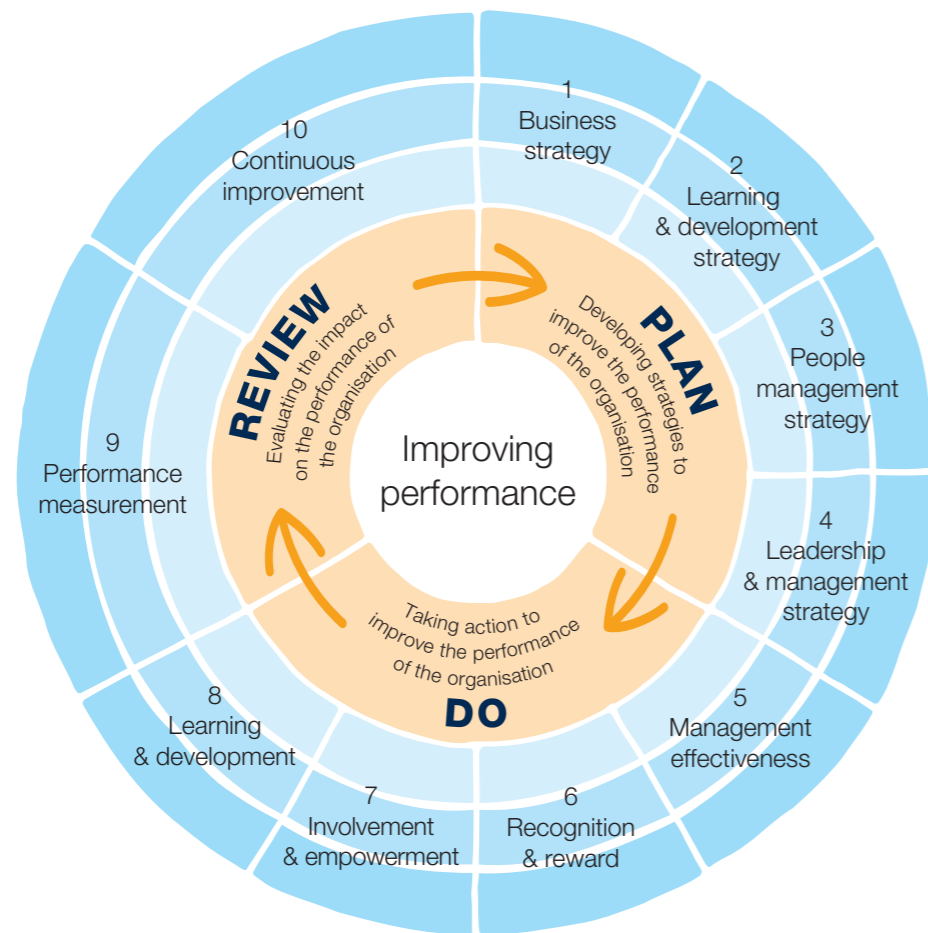 Improving
performance
PLAN
Developing strategies to
improve the performance
of the organisation
DO
Taking action to
improve the performance
of the organisation
REVIEW
Evaluating the impact
on the performance of
the organisation
1
Business
strategy
2
Learning
& development
strategy
3
People
management
strategy
4
Leadership
& management
strategy
5
Management
effectiveness
6
Recognition
& reward
7
Involvement
& empowerment
8
Learning
& development
9
Performance
measurement
10
Continuous
improvement